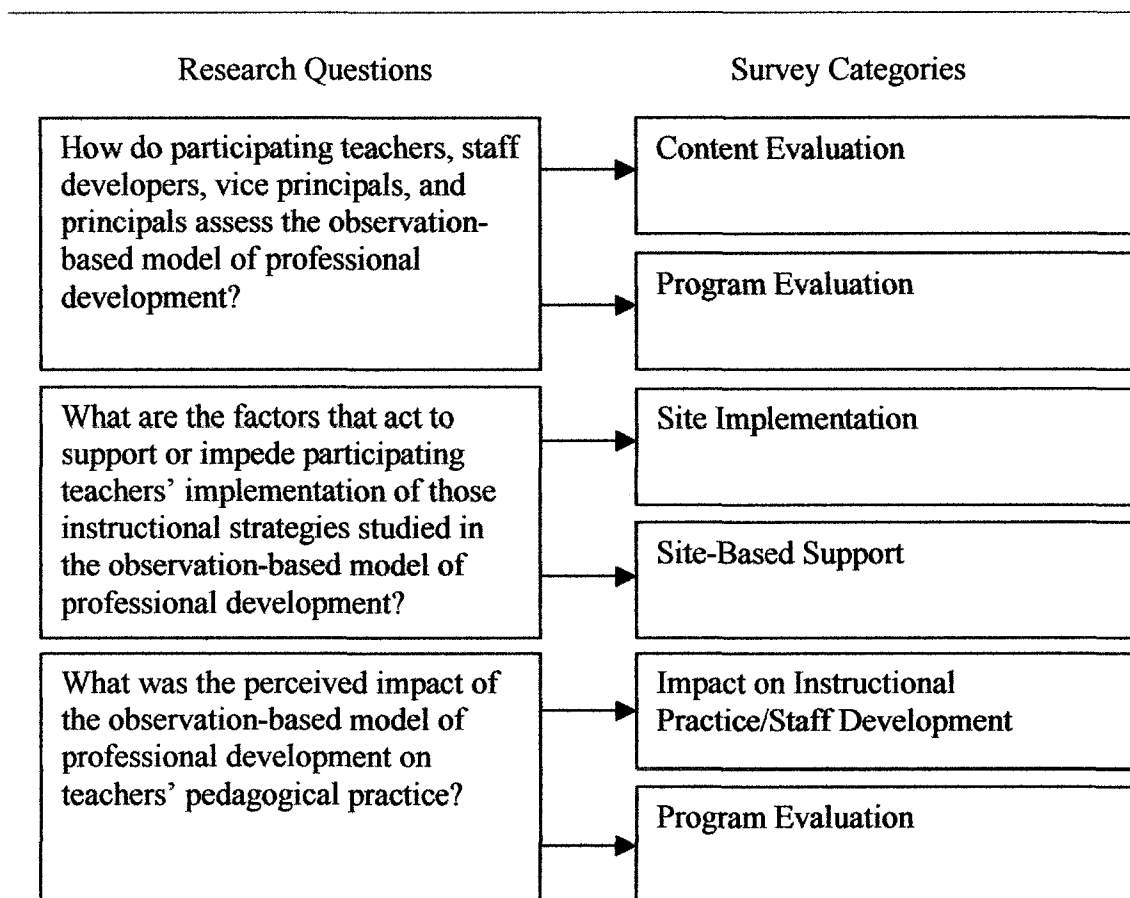 Research Questions
Survey Categories
How do participating teachers, staff
developers, vice principals, and
principals assess the observation-
based model of professional
development?
Content Evaluation
Program Evaluation
What are the factors that act to
support or impede participating
teachers' implementation of those
instructional strategies studied in
the observation-based model of
professional development?
Site Implementation
Site-Based Support
What was the perceived impact of
the observation-based model of
professional development on
teachers' pedagogical practice?
Impact on Instructional
Practice/Staff Development
Program Evaluation